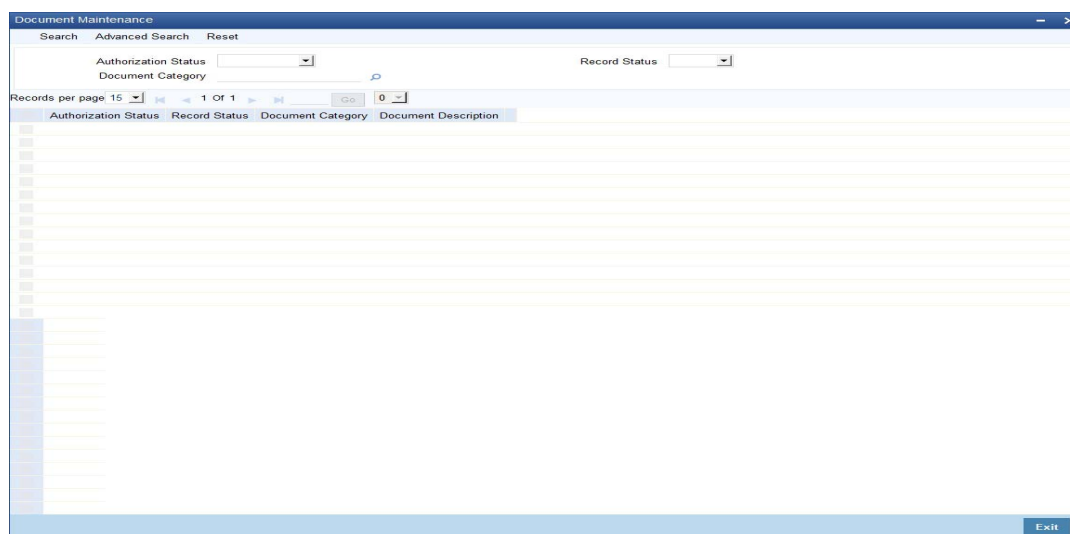 Document Maintenance
Search Advanced Search Reset
Authorization Status Record Status
Document Category
Records per page 15 1 Of 1 Go 0
Authorization Status Record Status Document Category Document Description
Exit